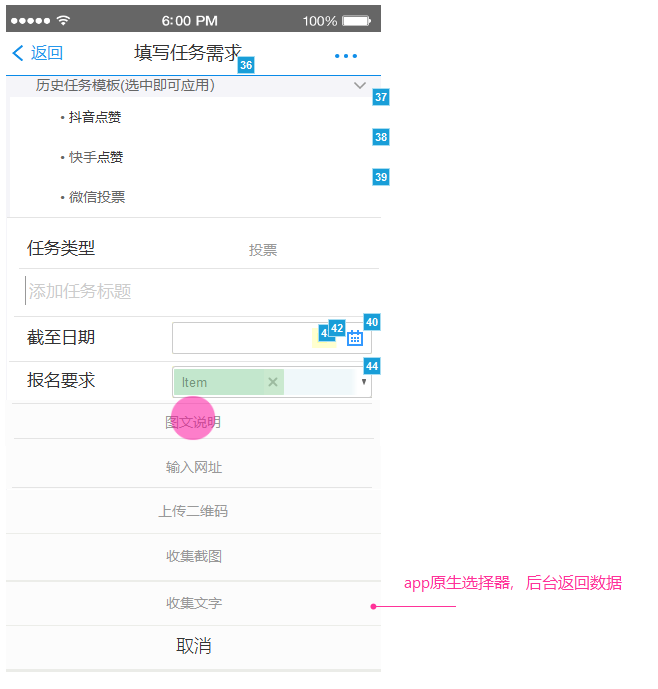 6:00 PM
100%
返回
填写任务需求
36
历史任务模板(选中即可应用)
37
• 抖音点赞
38
• 快手点赞
39
• 微信投票
任务类型
投票
添加任务标题
截至日期
42
40
报名要求
Item
44
图文说明
输入网址
上传二维码
收集截图
app原生选择器，后台返回数据
收集文字
取消